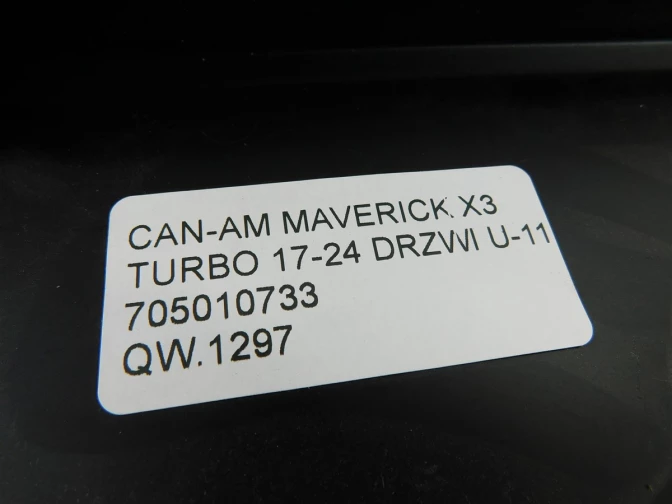 CAN-AM MAVERICK X3
TURBO 17-24 DRZWI U-11
705010733
QW.1297